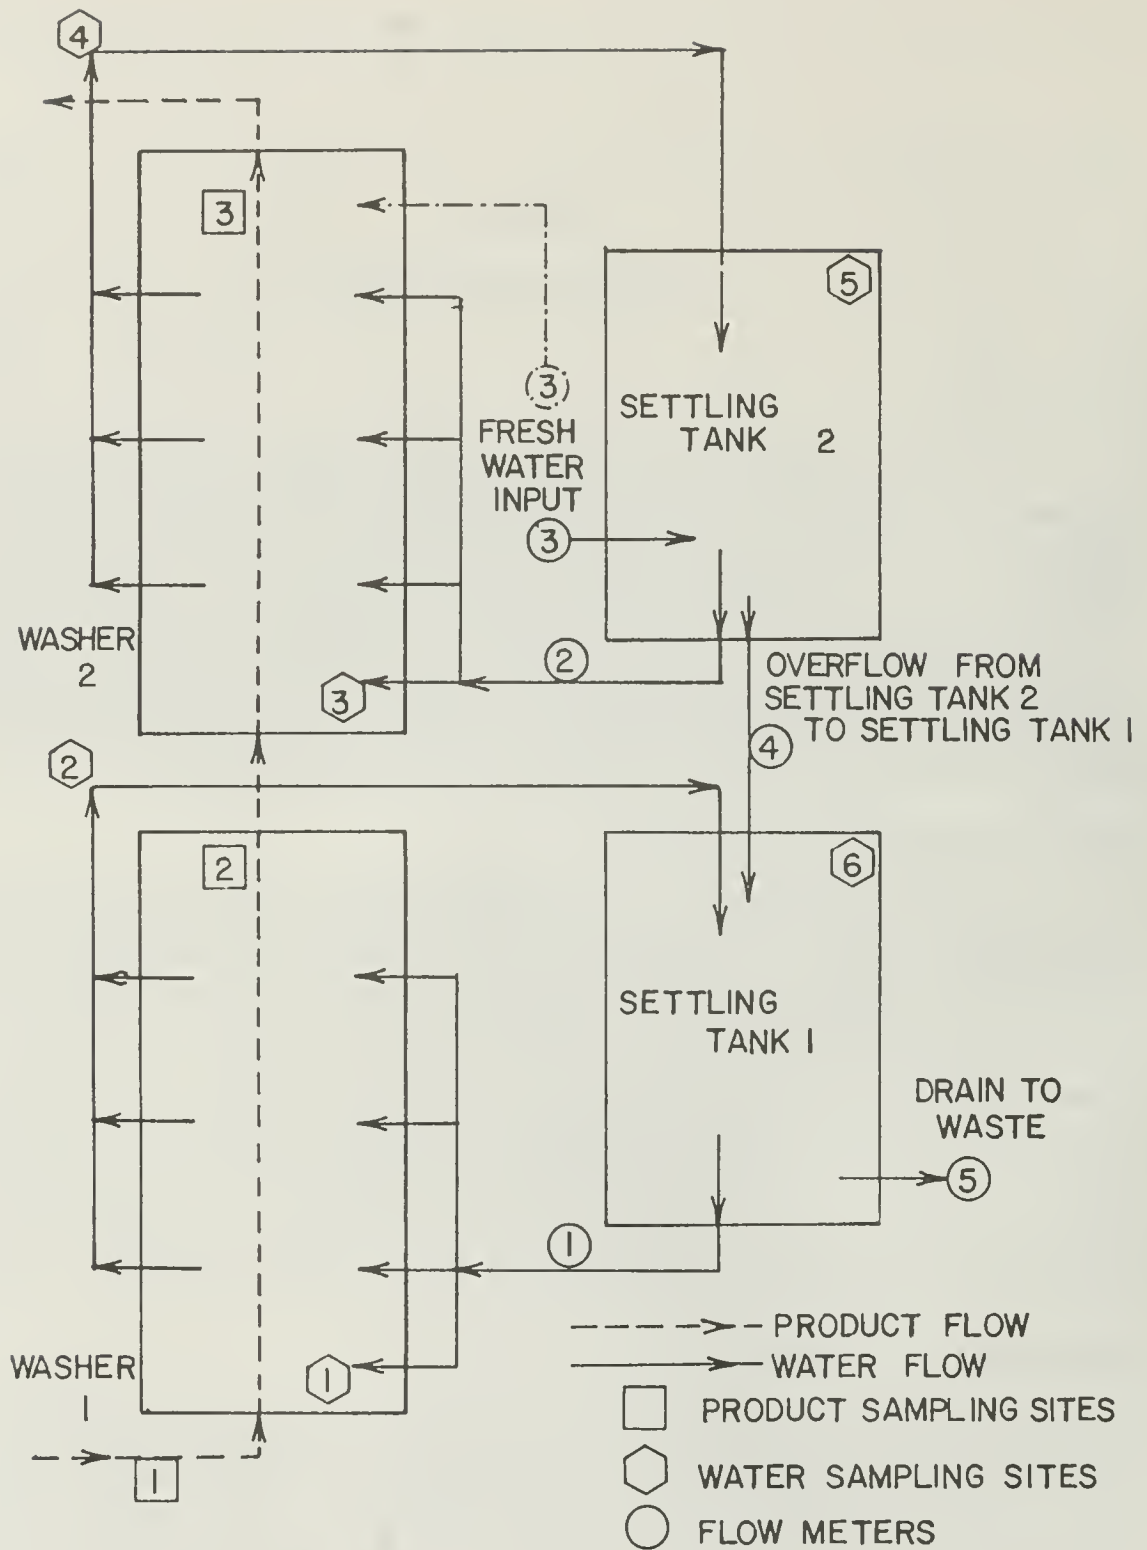 4
3
5
3
FRESH
WATER
INPUT
3
SETTLING
TANK 2
WASHER
2
3
2
OVERFLOW FROM
SETTLING TANK 2
TO SETTLING TANK 1
4
2
2
6
SETTLING
TANK 1
DRAIN TO
WASTE
5
1
WASHER
1
1
1
PRODUCT FLOW
WATER FLOW
PRODUCT SAMPLING SITES
WATER SAMPLING SITES
FLOW METERS